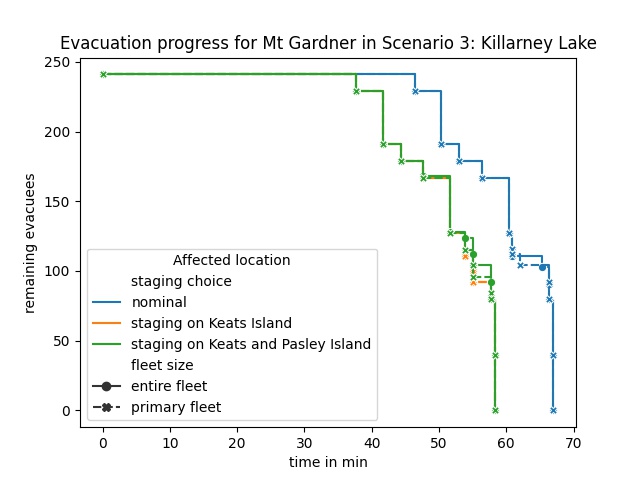 Evacuation progress for Mt Gardner in Scenario 3: Killarney Lake
250
200
150
100
50
0
remaining evacuees
Affected location
staging choice
nominal
staging on Keats Island
staging on Keats and Pasley Island
fleet size
entire fleet
primary fleet
0 10 20 30 40 50 60 70
time in min